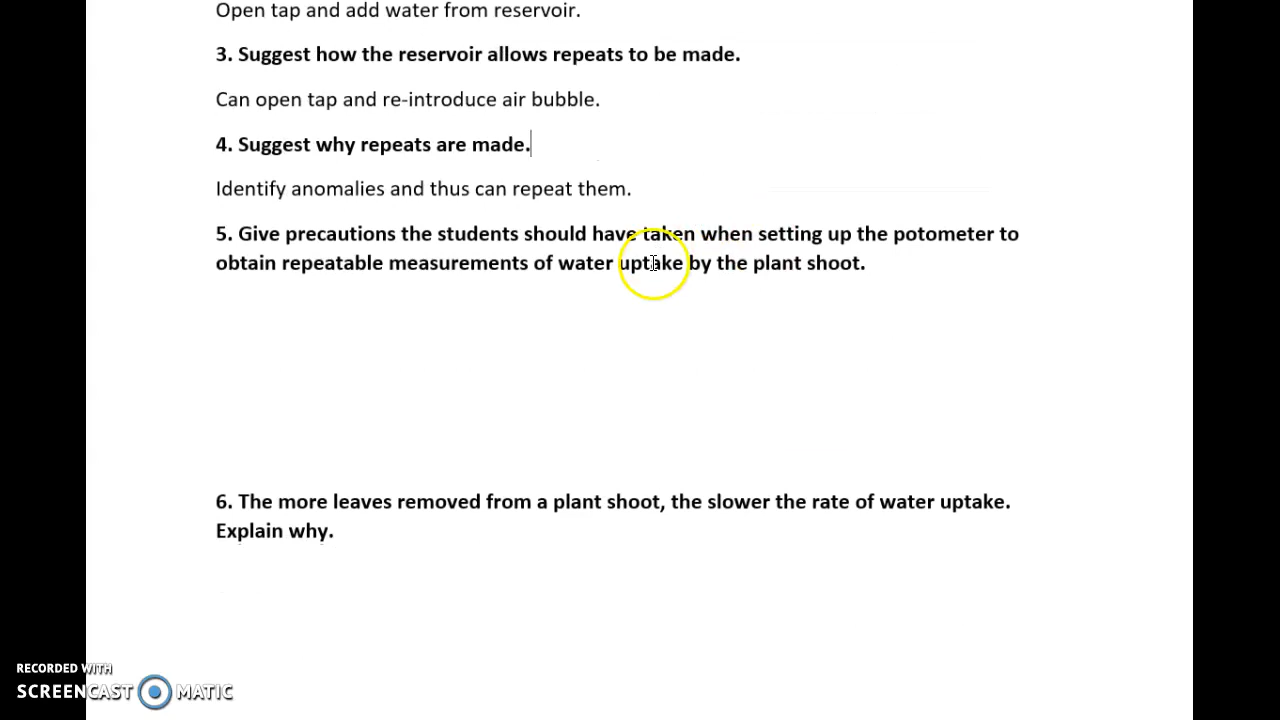 Open tap and add water from reservoir.
3. Suggest how the reservoir allows repeats to be made.
Can open tap and re-introduce air bubble.
4. Suggest why repeats are made.
Identify anomalies and thus can repeat them.
5. Give precautions the students should have taken when setting up the potometer to
obtain repeatable measurements of water uptake by the plant shoot.
6. The more leaves removed from a plant shoot, the slower the rate of water uptake.
Explain why.
RECORDED WITH
SCREENCAST MATIC